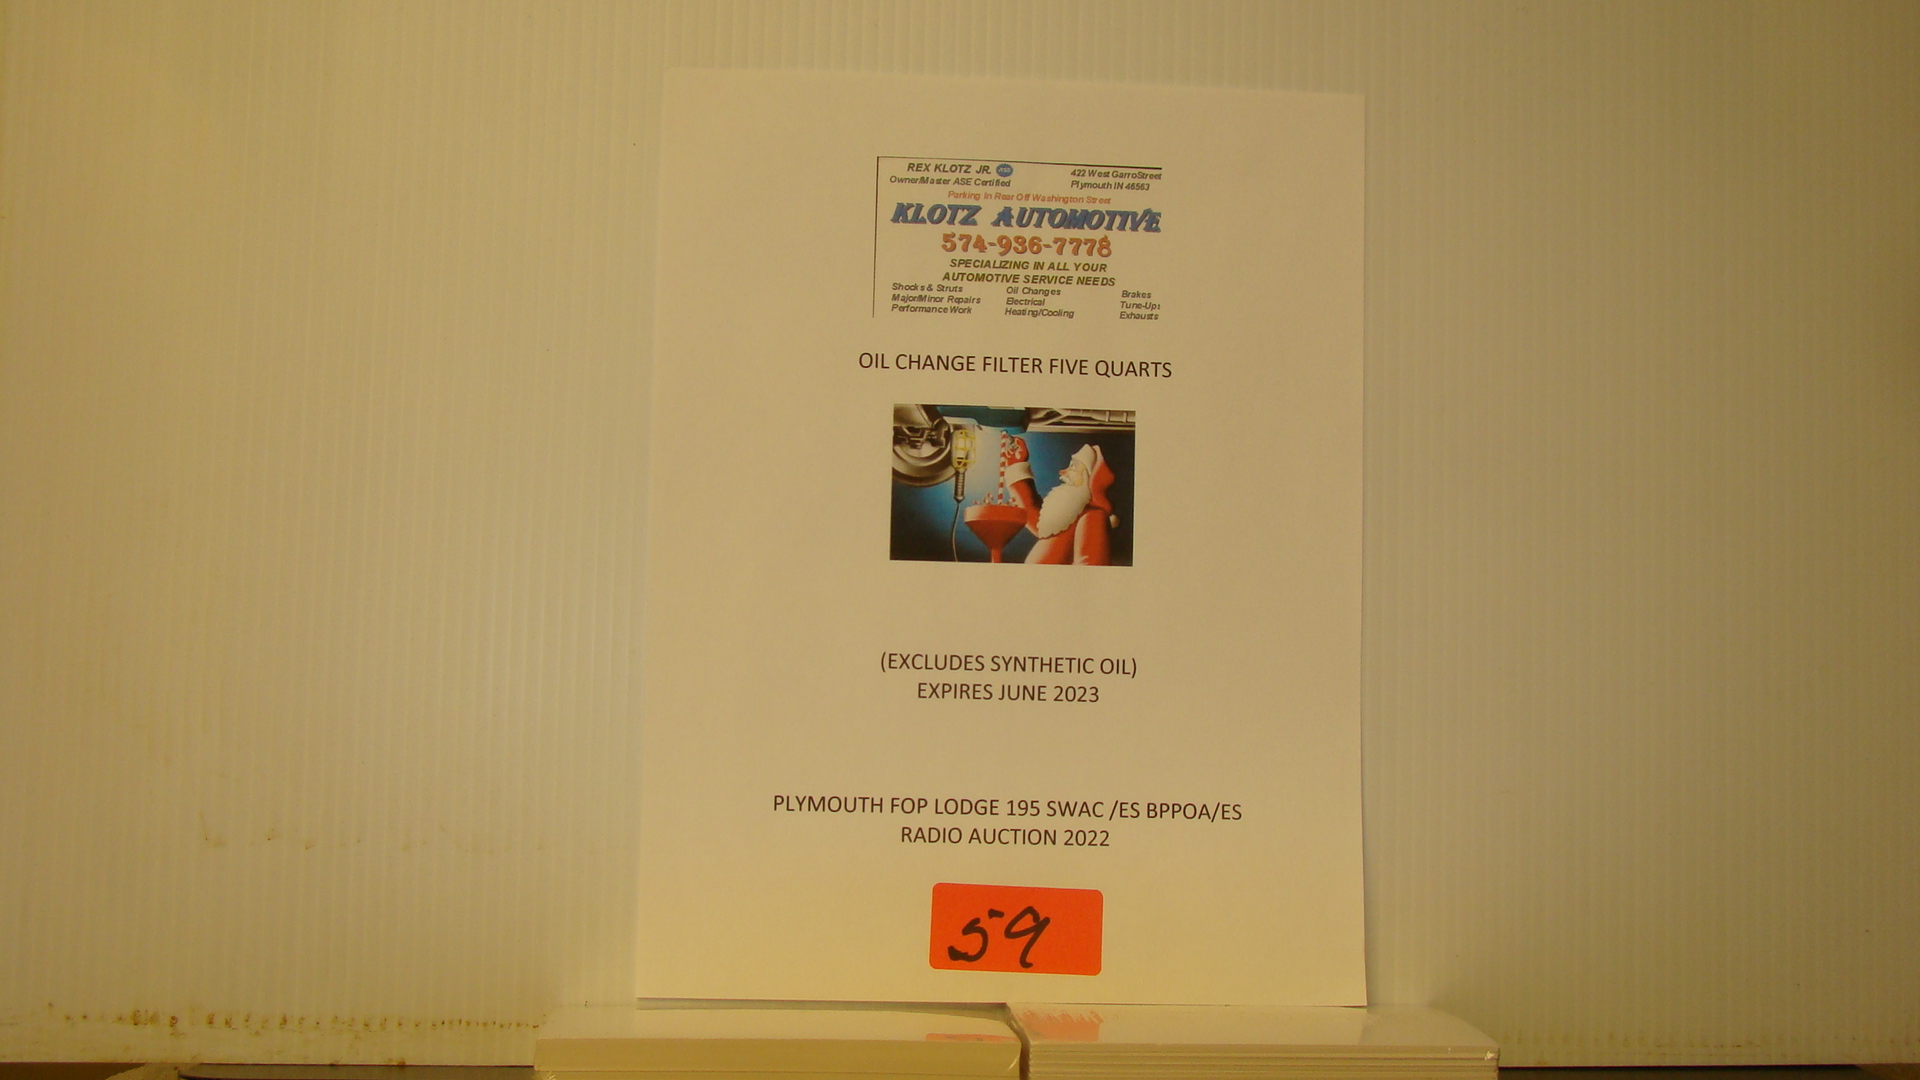 REX KLOTZ JR.
Owner/Master ASE Certified
422 West Garro Street
Plymouth IN 46563
Parking In Rear Off Washington Street
KLOTZ AUTOMOTIVE
574-936-7778
SPECIALIZING IN ALL YOUR
AUTOMOTIVE SERVICE NEEDS
Shocks & Struts Oil Changes Brakes
Major/Minor Repairs Electrical Tune-Ups
Performance Work Heating/Cooling Exhausts
OIL CHANGE FILTER FIVE QUARTS
(EXCLUDES SYNTHETIC OIL)
EXPIRES JUNE 2023
PLYMOUTH FOP LODGE 195 SWAC /ES BPPOA/ES
RADIO AUCTION 2022
59